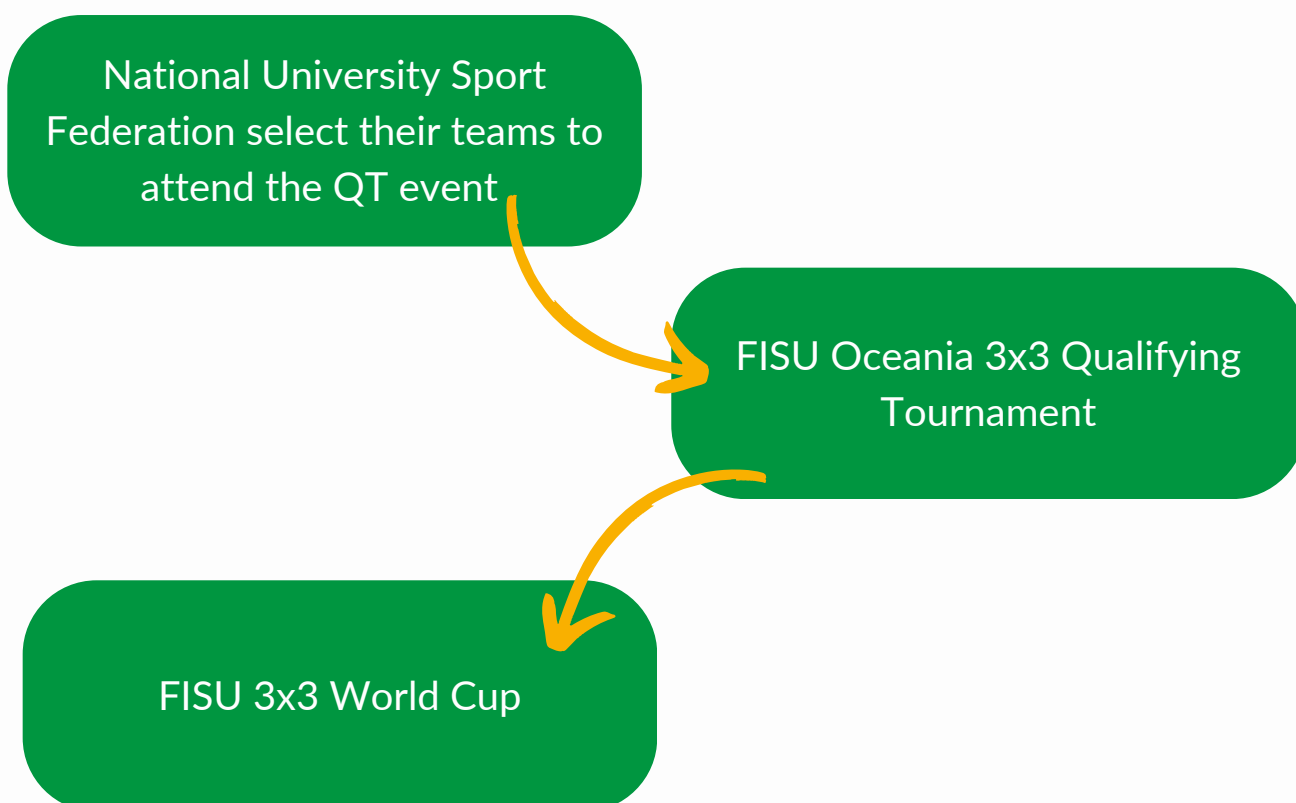 National University Sport
Federation select their teams to
attend the QT event
FISU Oceania 3x3 Qualifying
Tournament
FISU 3x3 World Cup